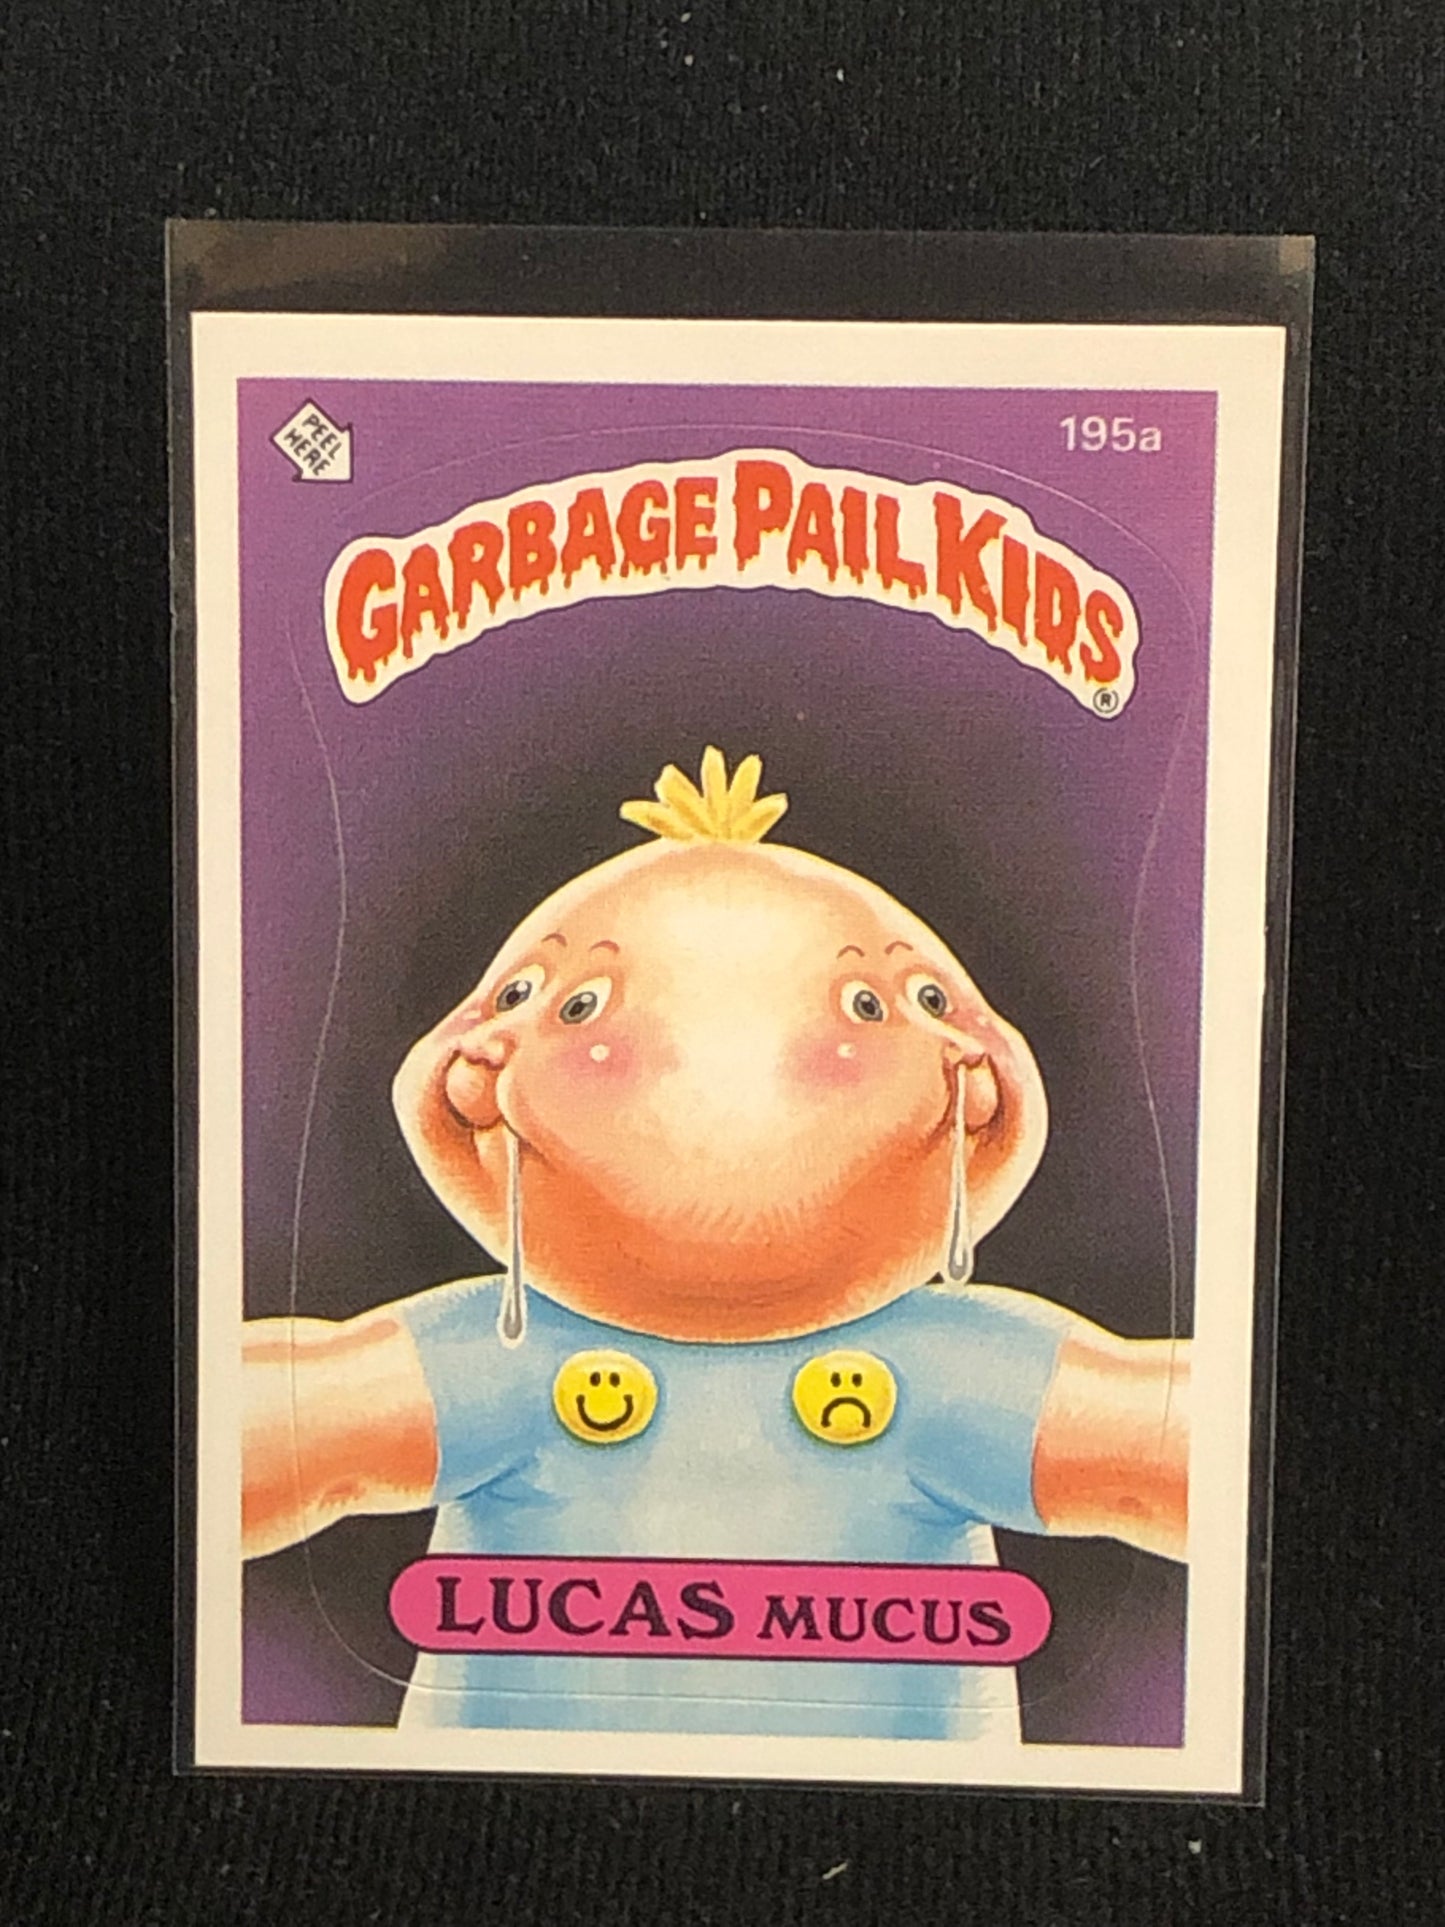 PEEL
HERE
195a
GARBAGE PAIL KIDS
®
LUCAS MUCUS